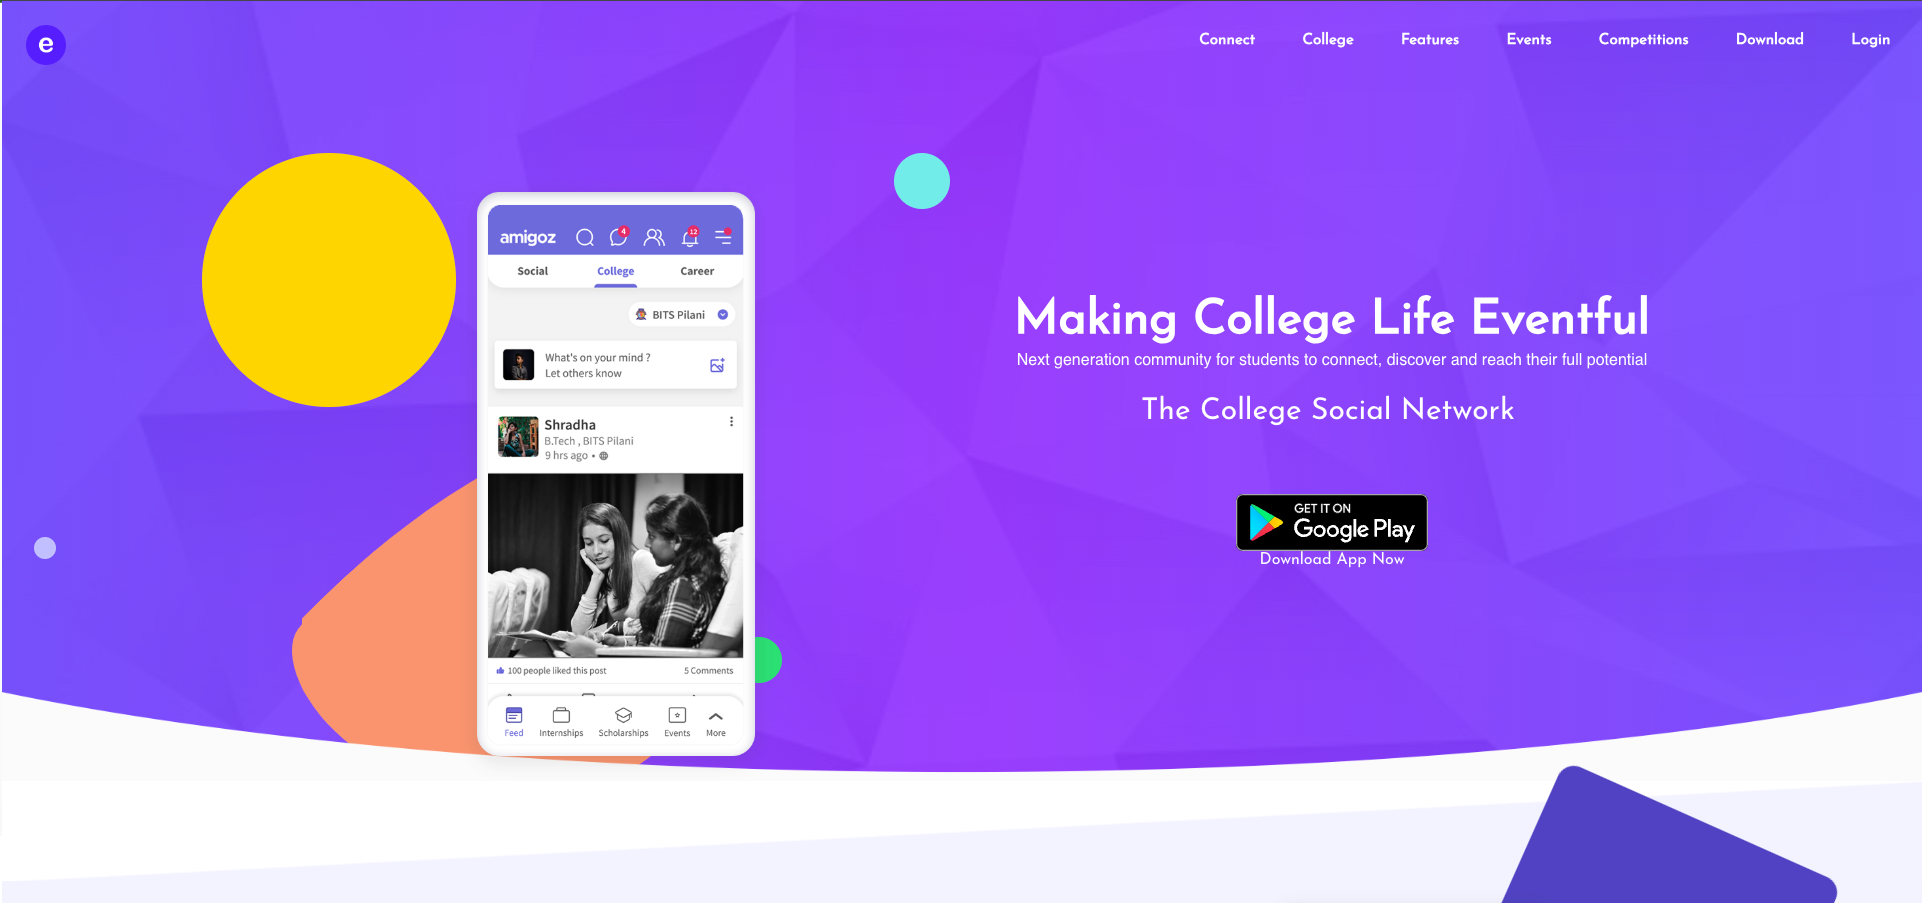 e
Connect College Features Events Competitions Download Login
amigoz 4 12
Social College Career
BITS Pilani
What's on your mind ?
Let others know
Shradha
B.Tech , BITS Pilani
9 hrs ago •
100 people liked this post 5 Comments
Feed Internships Scholarships Events More
Making College Life Eventful
Next generation community for students to connect, discover and reach their full potential
The College Social Network
GET IT ON
Google Play
Download App Now